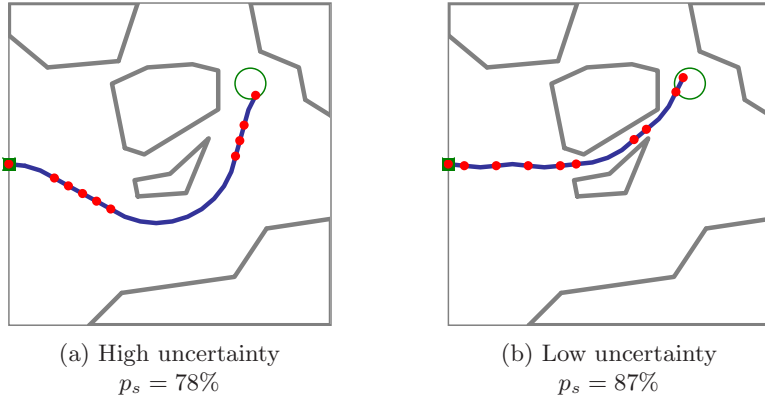 (a) High uncertainty
p_s = 78%
(b) Low uncertainty
p_s = 87%